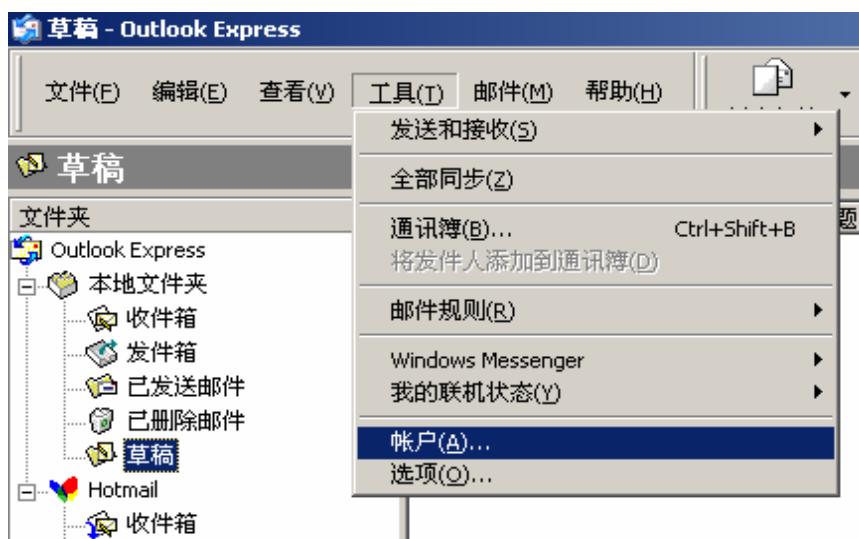 草稿 - Outlook Express
文件(F) 编辑(E) 查看(V) 工具(T) 邮件(M) 帮助(H)
发送和接收(S)
全部同步(Z)
通讯簿(B)... Ctrl+Shift+B
将发件人添加到通讯簿(D)
邮件规则(R)
Windows Messenger
我的联机状态(Y)
帐户(A)...
选项(O)...
草稿
文件夹
题
Outlook Express
本地文件夹
收件箱
发件箱
已发送邮件
已删除邮件
草稿
Hotmail
收件箱